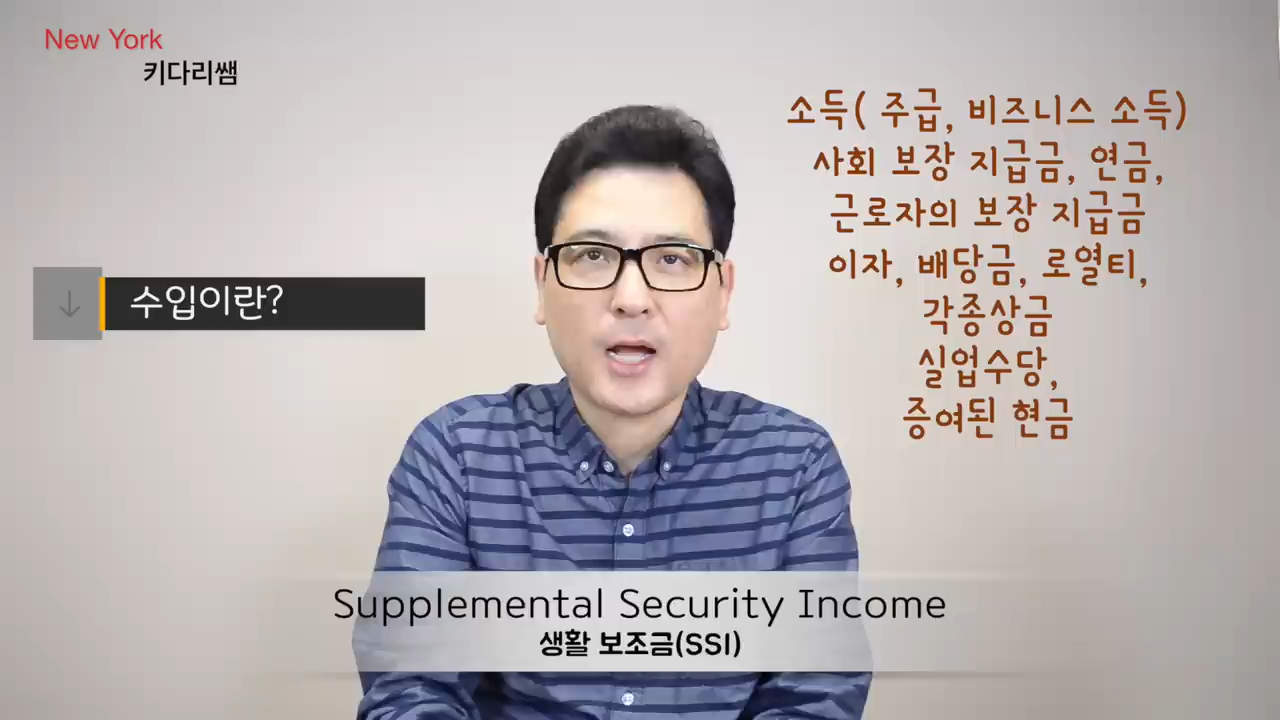 New York
키다리쌤
소득( 주급, 비즈니스 소득)
사회 보장 지급금, 연금,
근로자의 보장 지급금
이자, 배당금, 로열티,
각종상금
실업수당,
증여된 현금
수입이란?
Supplemental Security Income
생활 보조금(SSI)